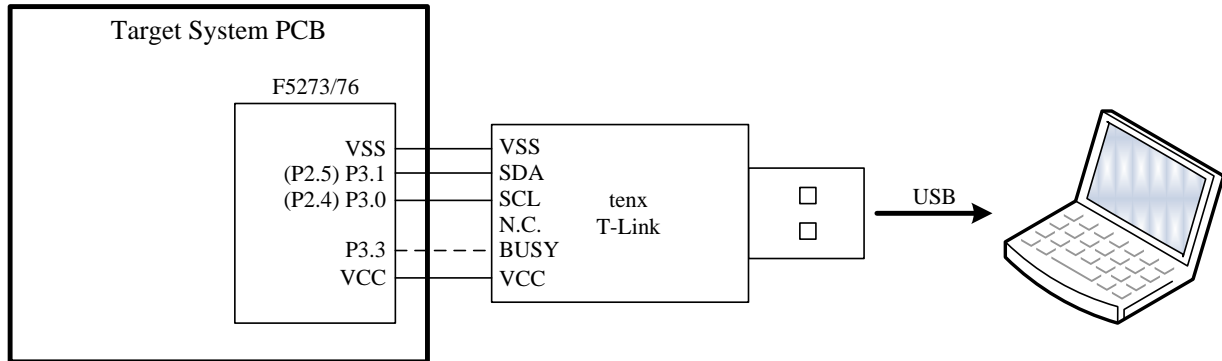 Target System PCB
F5273/76
VSS
(P2.5) P3.1
(P2.4) P3.0
P3.3
VCC
VSS
SDA
SCL
N.C.
BUSY
VCC
tenx
T-Link
USB